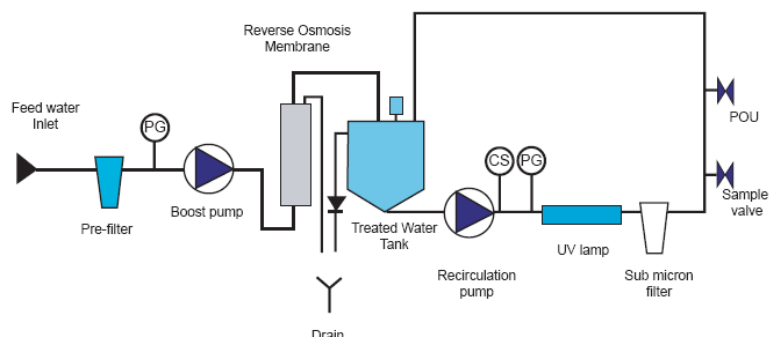 Reverse Osmosis
Membrane
Feed water
Inlet
PG
Pre-filter
Boost pump
Drain
Treated Water
Tank
CS
PG
Recirculation
pump
UV lamp
Sub micron
filter
POU
Sample
valve